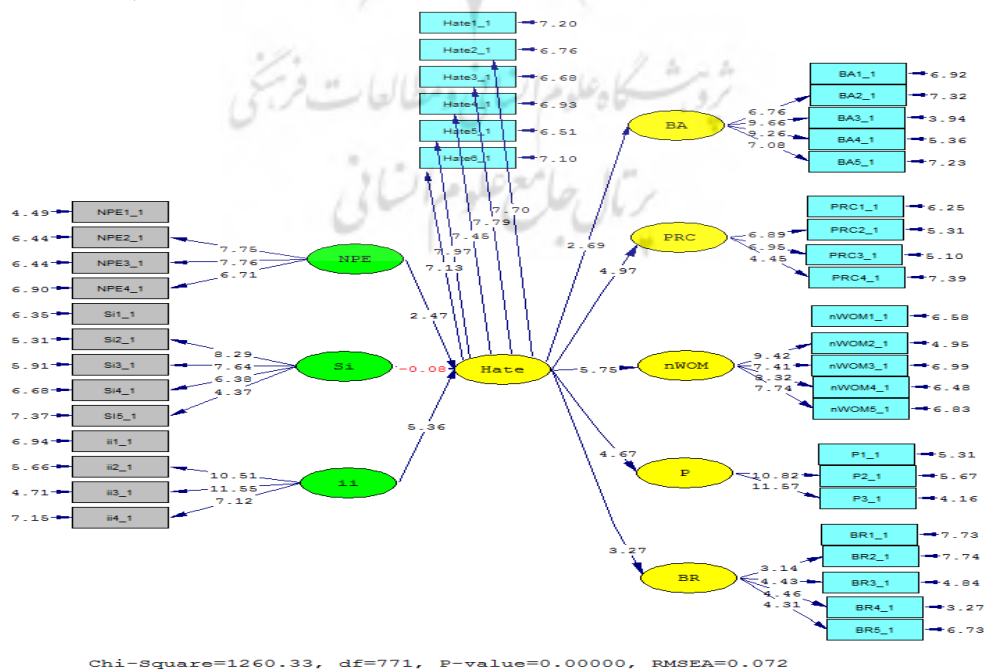 Hate1_1 7.20
Hate2_1 6.76
Hate3_1 6.68
Hate4_1 6.93
Hate5_1 6.51
Hate6_1 7.10
پژوهشگاه علوم انسانی و مطالعات فرهنگی
پرتال جامع علوم انسانی
7.70
7.79
7.45
7.97
7.13
4.49 NPE1_1
6.44 NPE2_1
6.44 NPE3_1
6.90 NPE4_1
6.35 Si1_1
5.31 Si2_1
5.91 Si3_1
6.68 Si4_1
7.37 SI5_1
6.94 ii1_1
5.66 ii2_1
4.71 ii3_1
7.15 ii4_1
7.75
7.76
6.71
NPE
2.47
8.29
7.64
6.38
4.37
Si
-0.08
10.51
11.55
7.12
ii
5.36
Hate
2.69
4.97
5.75
4.67
3.27
BA
6.76
9.66
9.26
7.08
BA1_1 6.92
BA2_1 7.32
BA3_1 3.94
BA4_1 5.36
BA5_1 7.23
PRC
6.89
6.95
4.45
PRC1_1 6.25
PRC2_1 5.31
PRC3_1 5.10
PRC4_1 7.39
nWOM
9.42
7.41
8.32
7.74
nWOM1_1 6.58
nWOM2_1 4.95
nWOM3_1 6.99
nWOM4_1 6.48
nWOM5_1 6.83
P
10.82
11.57
P1_1 5.31
P2_1 5.67
P3_1 4.16
BR
3.14
4.43
4.46
4.31
BR1_1 7.73
BR2_1 7.74
BR3_1 4.84
BR4_1 3.27
BR5_1 6.73
Chi-Square=1260.33, df=771, P-value=0.00000, RMSEA=0.072